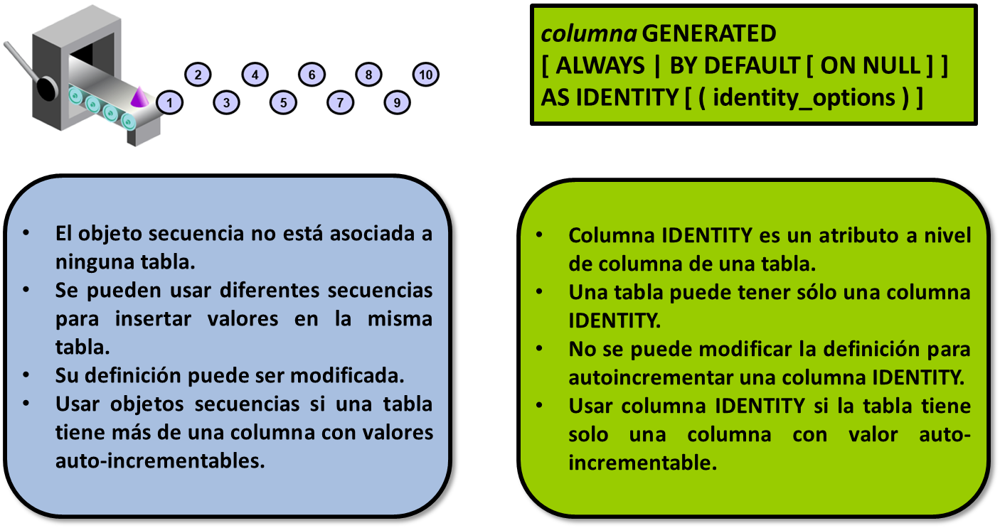 2 4 6 8 10
1 3 5 7 9
columna GENERATED
[ ALWAYS | BY DEFAULT [ ON NULL ] ]
AS IDENTITY [ ( identity_options ) ]
• El objeto secuencia no está asociada a
ninguna tabla.
• Se pueden usar diferentes secuencias
para insertar valores en la misma
tabla.
• Su definición puede ser modificada.
• Usar objetos secuencias si una tabla
tiene más de una columna con valores
auto-incrementables.
• Columna IDENTITY es un atributo a nivel
de columna de una tabla.
• Una tabla puede tener sólo una columna
IDENTITY.
• No se puede modificar la definición para
autoincrementar una columna IDENTITY.
• Usar columna IDENTITY si la tabla tiene
solo una columna con valor auto-
incrementable.